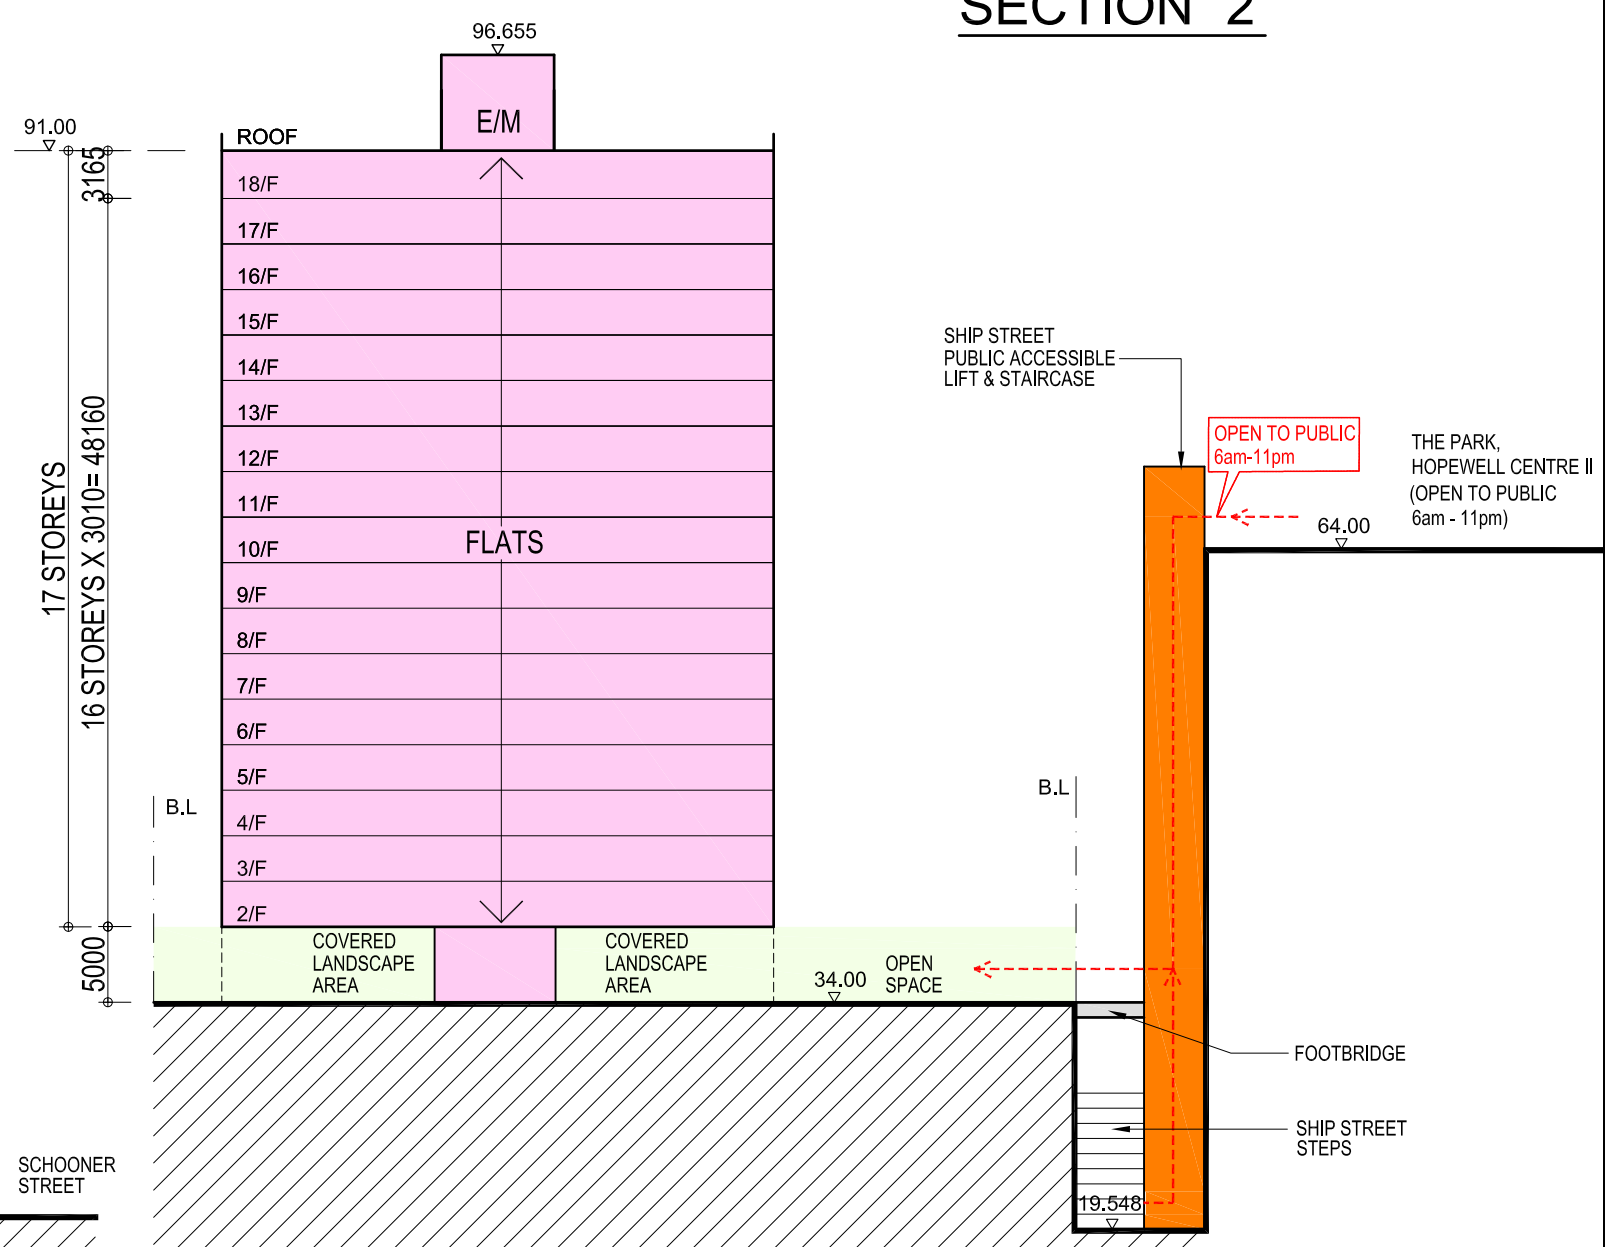 SECTION 2
96.655
E/M
91.00
ROOF
3165
18/F
17/F
16/F
15/F
14/F
13/F
12/F
11/F
10/F
9/F
8/F
7/F
6/F
5/F
4/F
3/F
2/F
FLATS
17 STOREYS
16 STOREYS X 3010= 48160
5000
B.L
COVERED
LANDSCAPE
AREA
COVERED
LANDSCAPE
AREA
34.00
OPEN
SPACE
SHIP STREET
PUBLIC ACCESSIBLE
LIFT & STAIRCASE
OPEN TO PUBLIC
6am-11pm
THE PARK,
HOPEWELL CENTRE II
(OPEN TO PUBLIC
6am - 11pm)
64.00
B.L
FOOTBRIDGE
SHIP STREET
STEPS
19.548
SCHOONER
STREET